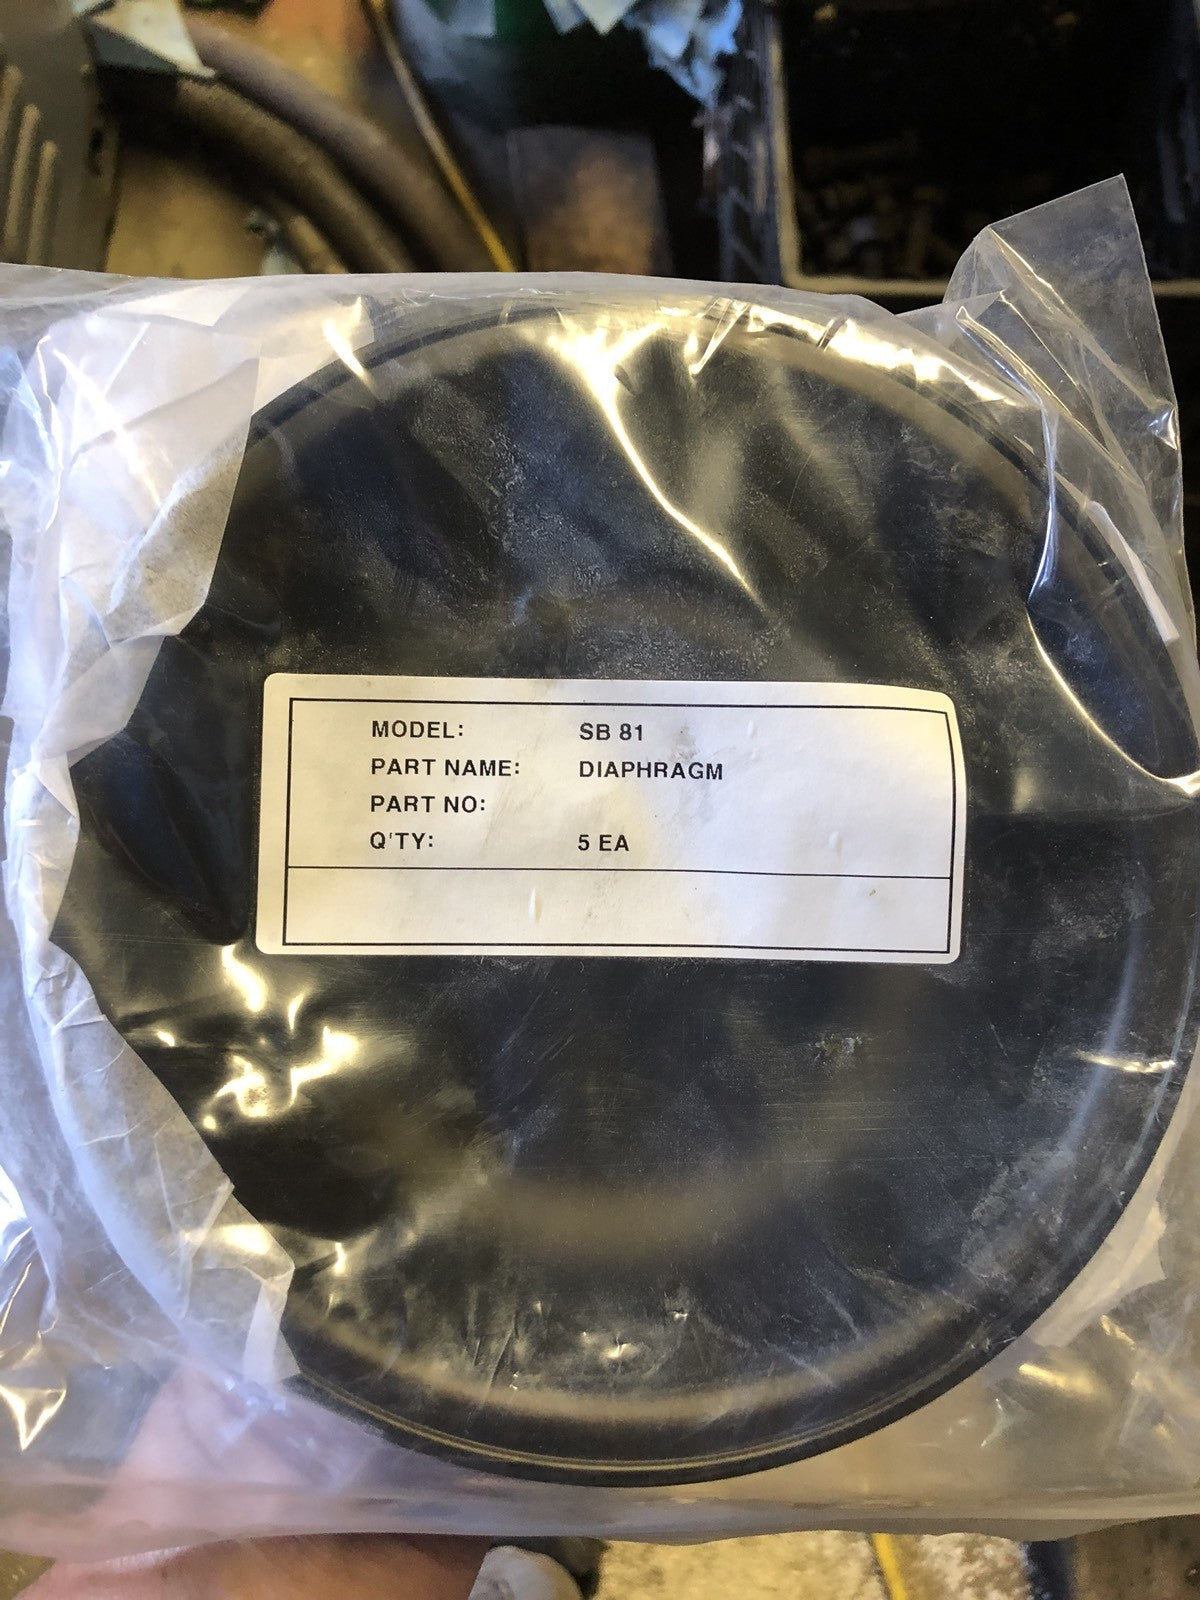 MODEL: SB 81
PART NAME: DIAPHRAGM
PART NO:
Q'TY: 5 EA